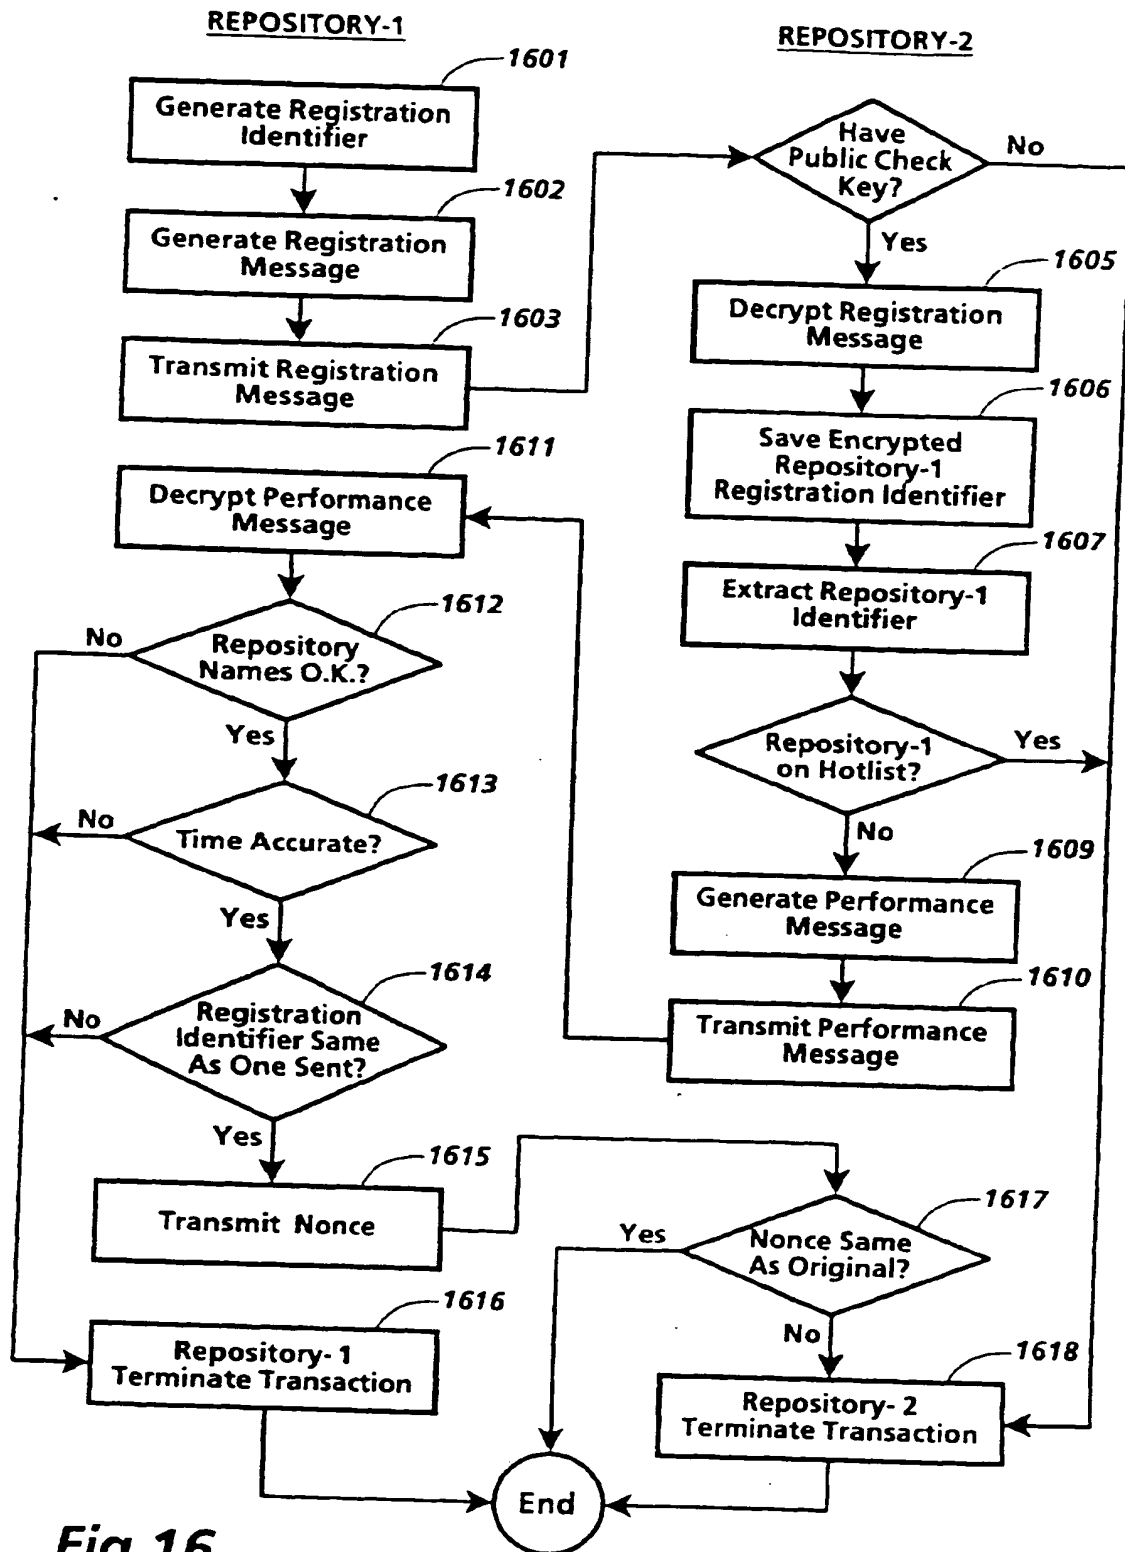 REPOSITORY-1
1601
Generate Registration
Identifier
1602
Generate Registration
Message
1603
Transmit Registration
Message
1611
Decrypt Performance
Message
1612
No
Repository
Names O.K.?
Yes
1613
No
Time Accurate?
Yes
1614
No
Registration
Identifier Same
As One Sent?
Yes
1615
Transmit Nonce
1616
Repository- 1
Terminate Transaction
REPOSITORY-2
Have
Public Check
Key?
No
Yes
1605
Decrypt Registration
Message
1606
Save Encrypted
Repository-1
Registration Identifier
1607
Extract Repository-1
Identifier
Repository-1
on Hotlist?
Yes
No
1609
Generate Performance
Message
1610
Transmit Performance
Message
1617
Yes
Nonce Same
As Original?
No
1618
Repository- 2
Terminate Transaction
End
Fig.16